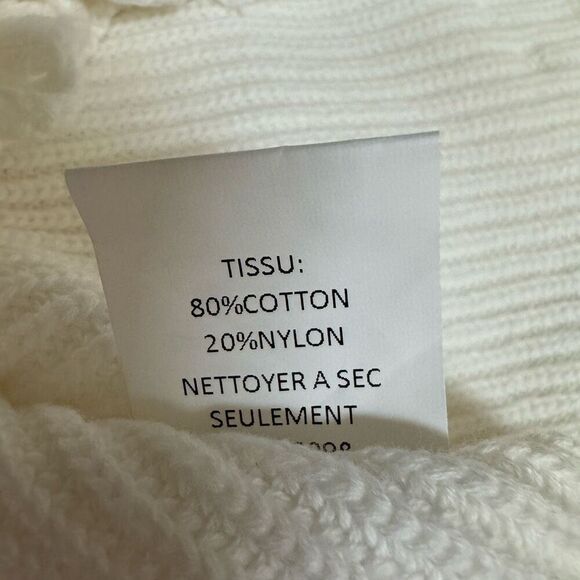 TISSU:
80%COTTON
20%NYLON
NETTOYER A SEC
SEULEMENT